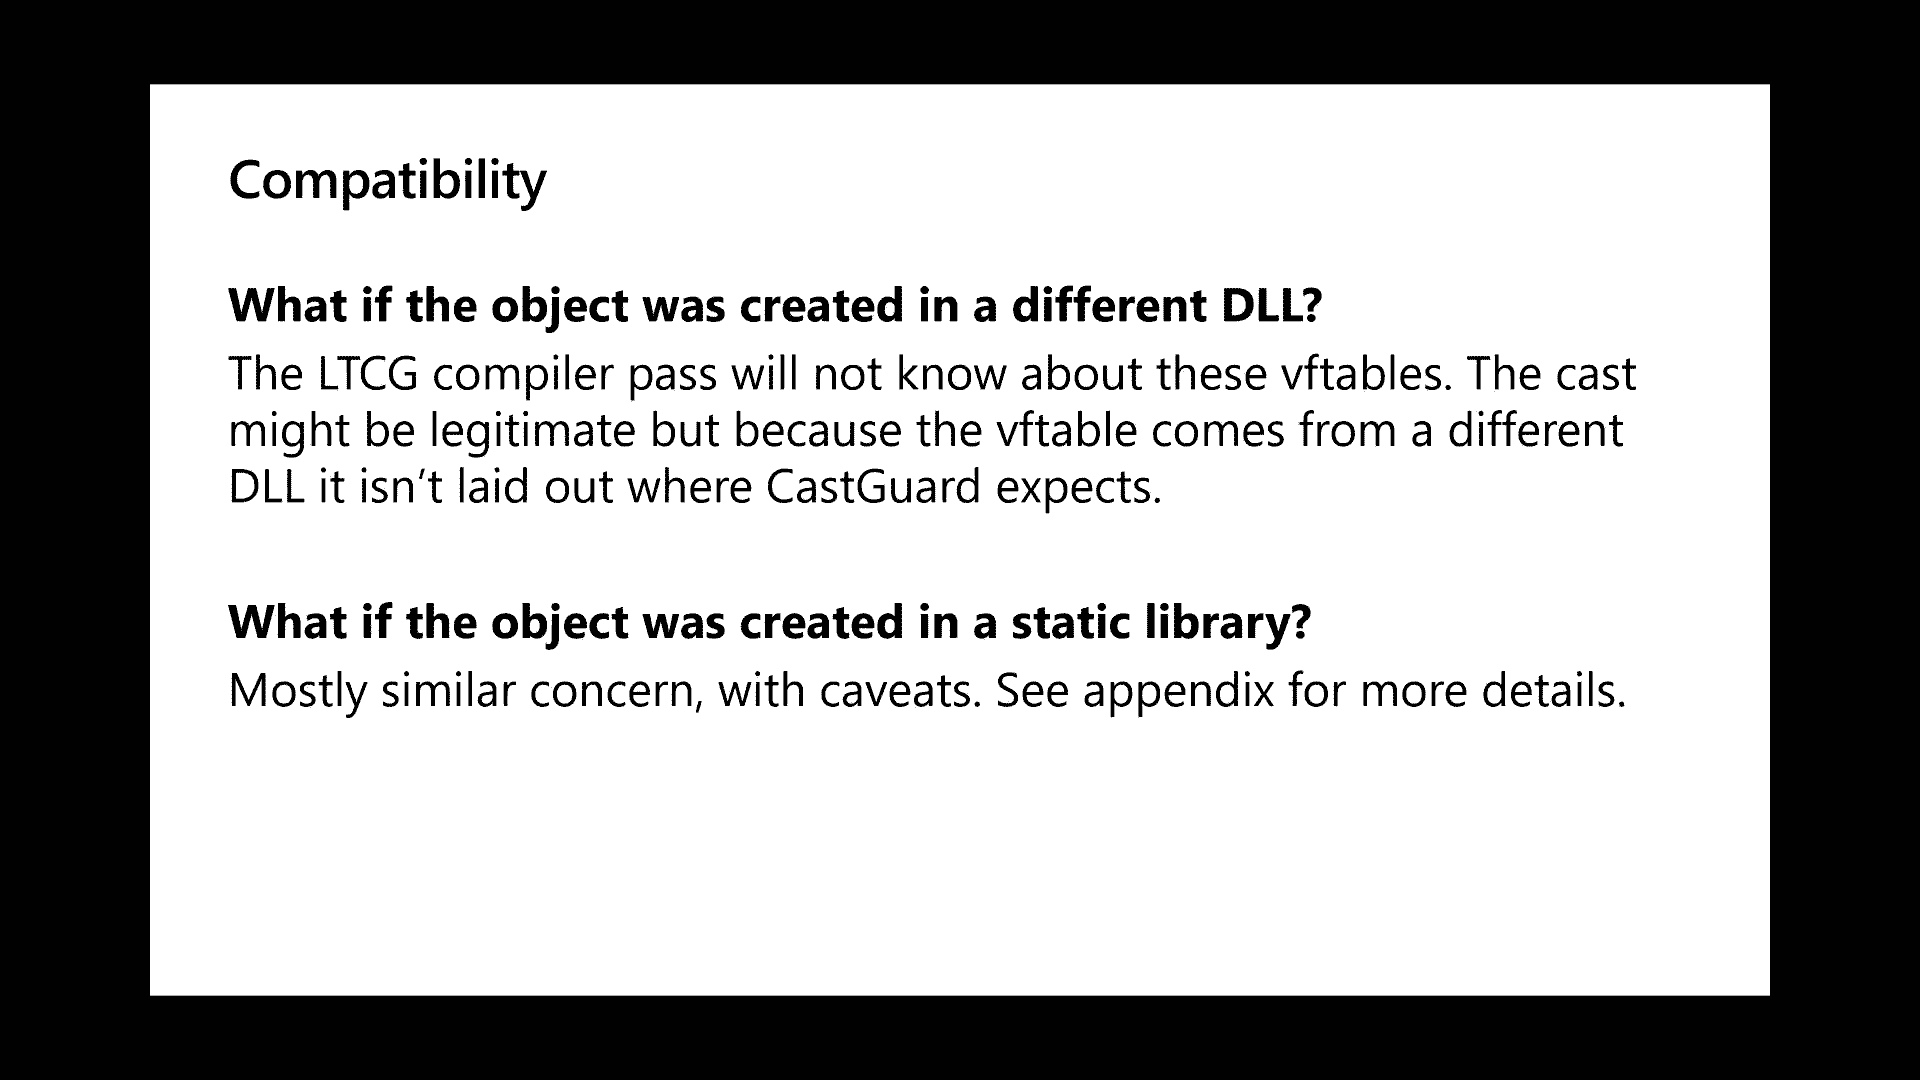 Compatibility
What if the object was created in a different DLL?
The LTCG compiler pass will not know about these vftables. The cast
might be legitimate but because the vftable comes from a different
DLL it isn’t laid out where CastGuard expects.
What if the object was created in a static library?
Mostly similar concern, with caveats. See appendix for more details.